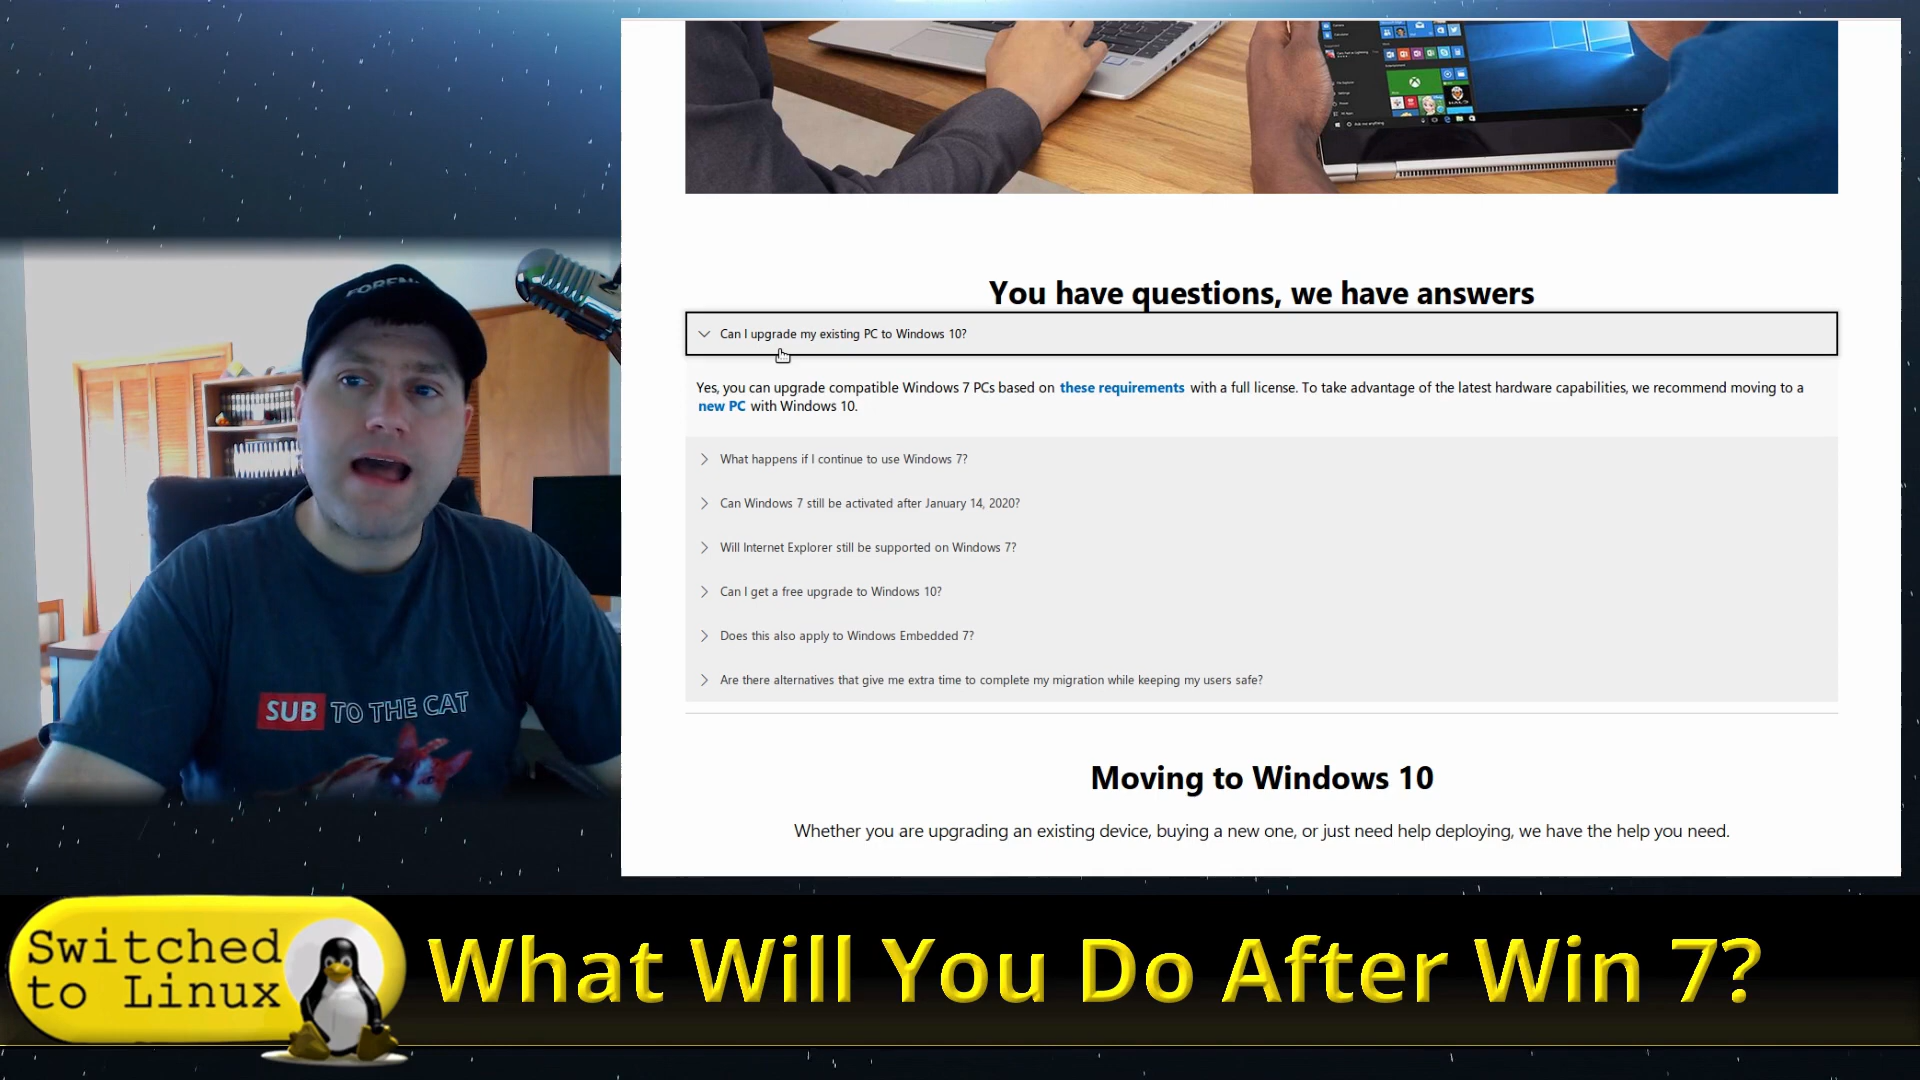 FOREN
SUB TO THE CAT
You have questions, we have answers
Can I upgrade my existing PC to Windows 10?
Yes, you can upgrade compatible Windows 7 PCs based on these requirements with a full license. To take advantage of the latest hardware capabilities, we recommend moving to a
new PC with Windows 10.
What happens if I continue to use Windows 7?
Can Windows 7 still be activated after January 14, 2020?
Will Internet Explorer still be supported on Windows 7?
Can I get a free upgrade to Windows 10?
Does this also apply to Windows Embedded 7?
Are there alternatives that give me extra time to complete my migration while keeping my users safe?
Moving to Windows 10
Whether you are upgrading an existing device, buying a new one, or just need help deploying, we have the help you need.
Switched
to Linux
What Will You Do After Win 7?